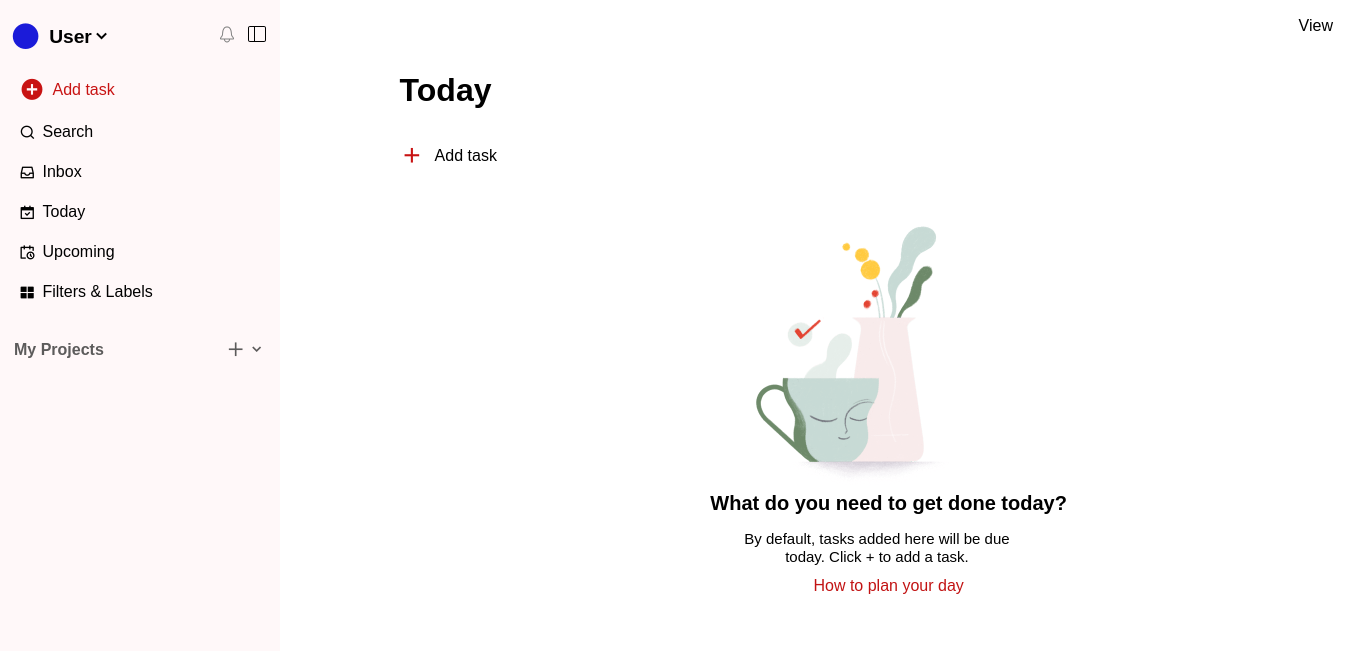 User
Add task
Search
Inbox
Today
Upcoming
Filters & Labels
My Projects
View
Today
Add task
What do you need to get done today?
By default, tasks added here will be due
today. Click + to add a task.
How to plan your day